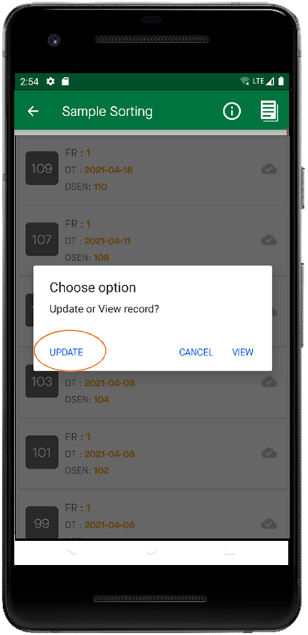 2:54 LTE
Sample Sorting
109
FR : 1
DT : 2021-04-16
DSEN: 110
107
FR : 1
DT : 2021-04-11
DSEN: 108
Choose option
Update or View record?
UPDATE CANCEL VIEW
103
DT : 2021-04-08
DSEN: 104
101
FR : 1
DT : 2021-04-08
DSEN: 102
99
FR : 1
DT : 2021-04-08